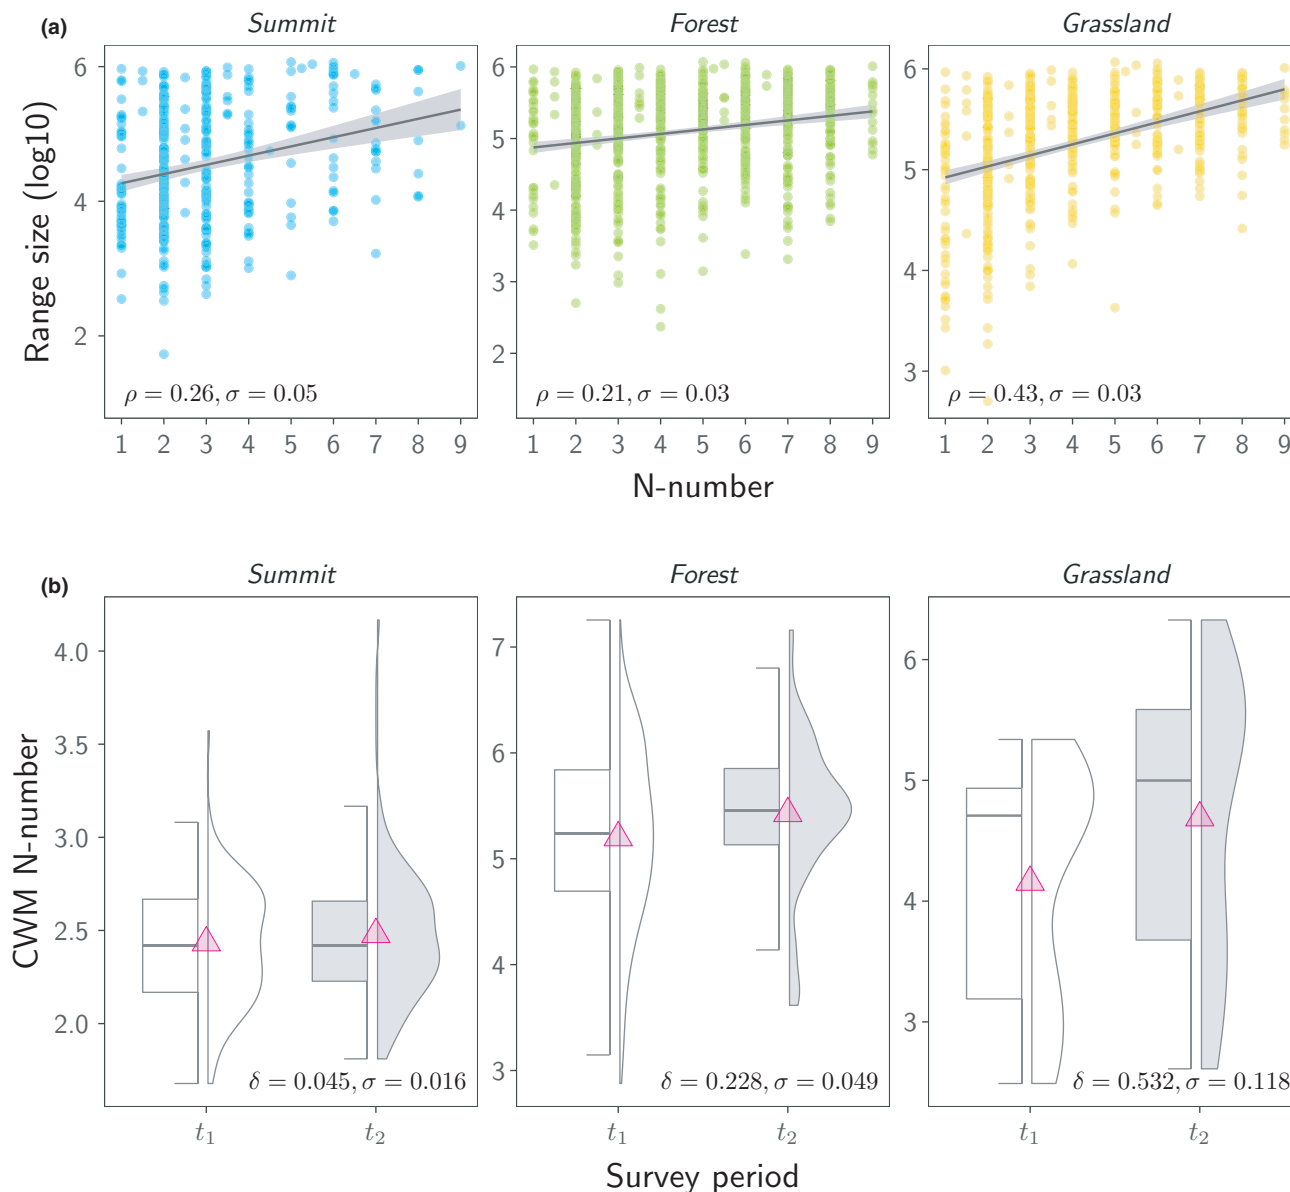 (a)
Summit Forest Grassland
Range size (log10)
6
4
2
6
5
4
3
2
6
5
4
3
ρ = 0.26, σ = 0.05
ρ = 0.21, σ = 0.03
ρ = 0.43, σ = 0.03
1 2 3 4 5 6 7 8 9
1 2 3 4 5 6 7 8 9
1 2 3 4 5 6 7 8 9
N-number
(b)
Summit Forest Grassland
CWM N-number
4.0
3.5
3.0
2.5
2.0
7
6
5
4
3
6
5
4
3
δ = 0.045, σ = 0.016
δ = 0.228, σ = 0.049
δ = 0.532, σ = 0.118
t₁ t₂
t₁ t₂
t₁ t₂
Survey period